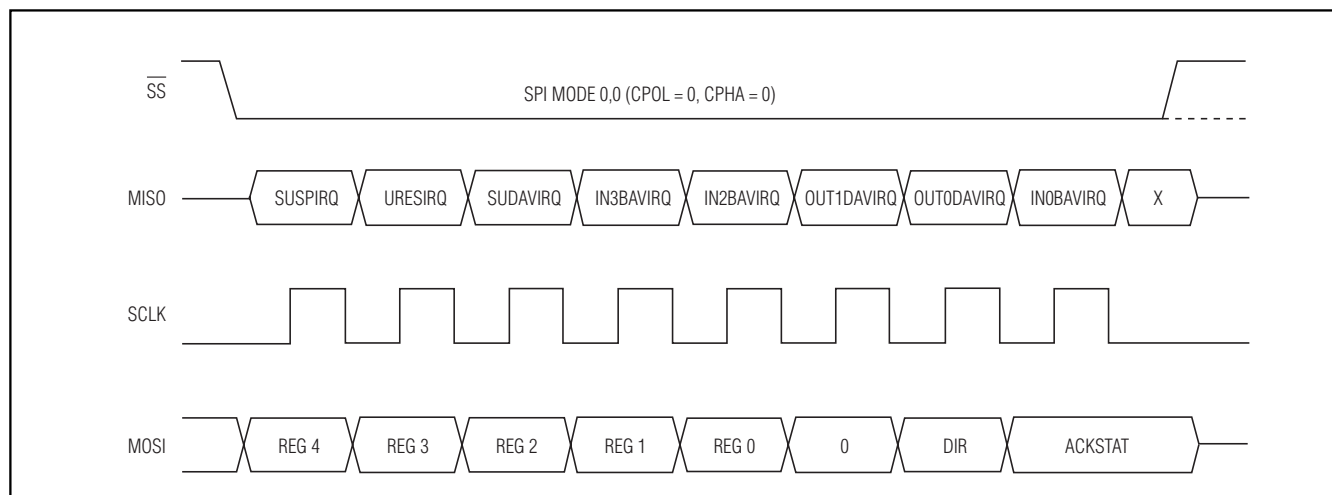 SS
SPI MODE 0,0 (CPOL = 0, CPHA = 0)
MISO SUSPIRQ URESIRQ SUDAVIRQ IN3BAVIRQ IN2BAVIRQ OUT1DAVIRQ OUT0DAVIRQ IN0BAVIRQ X
SCLK
MOSI REG 4 REG 3 REG 2 REG 1 REG 0 0 DIR ACKSTAT